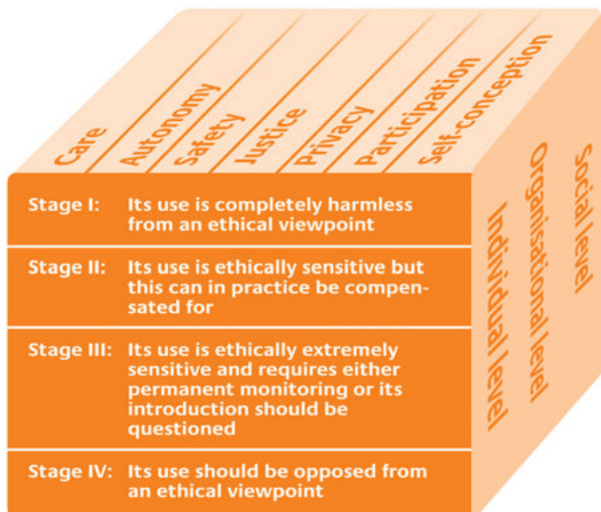 Care
Autonomy
Safety
Justice
Privacy
Participation
Self-conception
Stage I: Its use is completely harmless
from an ethical viewpoint
Stage II: Its use is ethically sensitive but
this can in practice be compen-
sated for
Stage III: Its use is ethically extremely
sensitive and requires either
permanent monitoring or its
introduction should be
questioned
Stage IV: Its use should be opposed from
an ethical viewpoint
Individual level
Organisational level
Social level